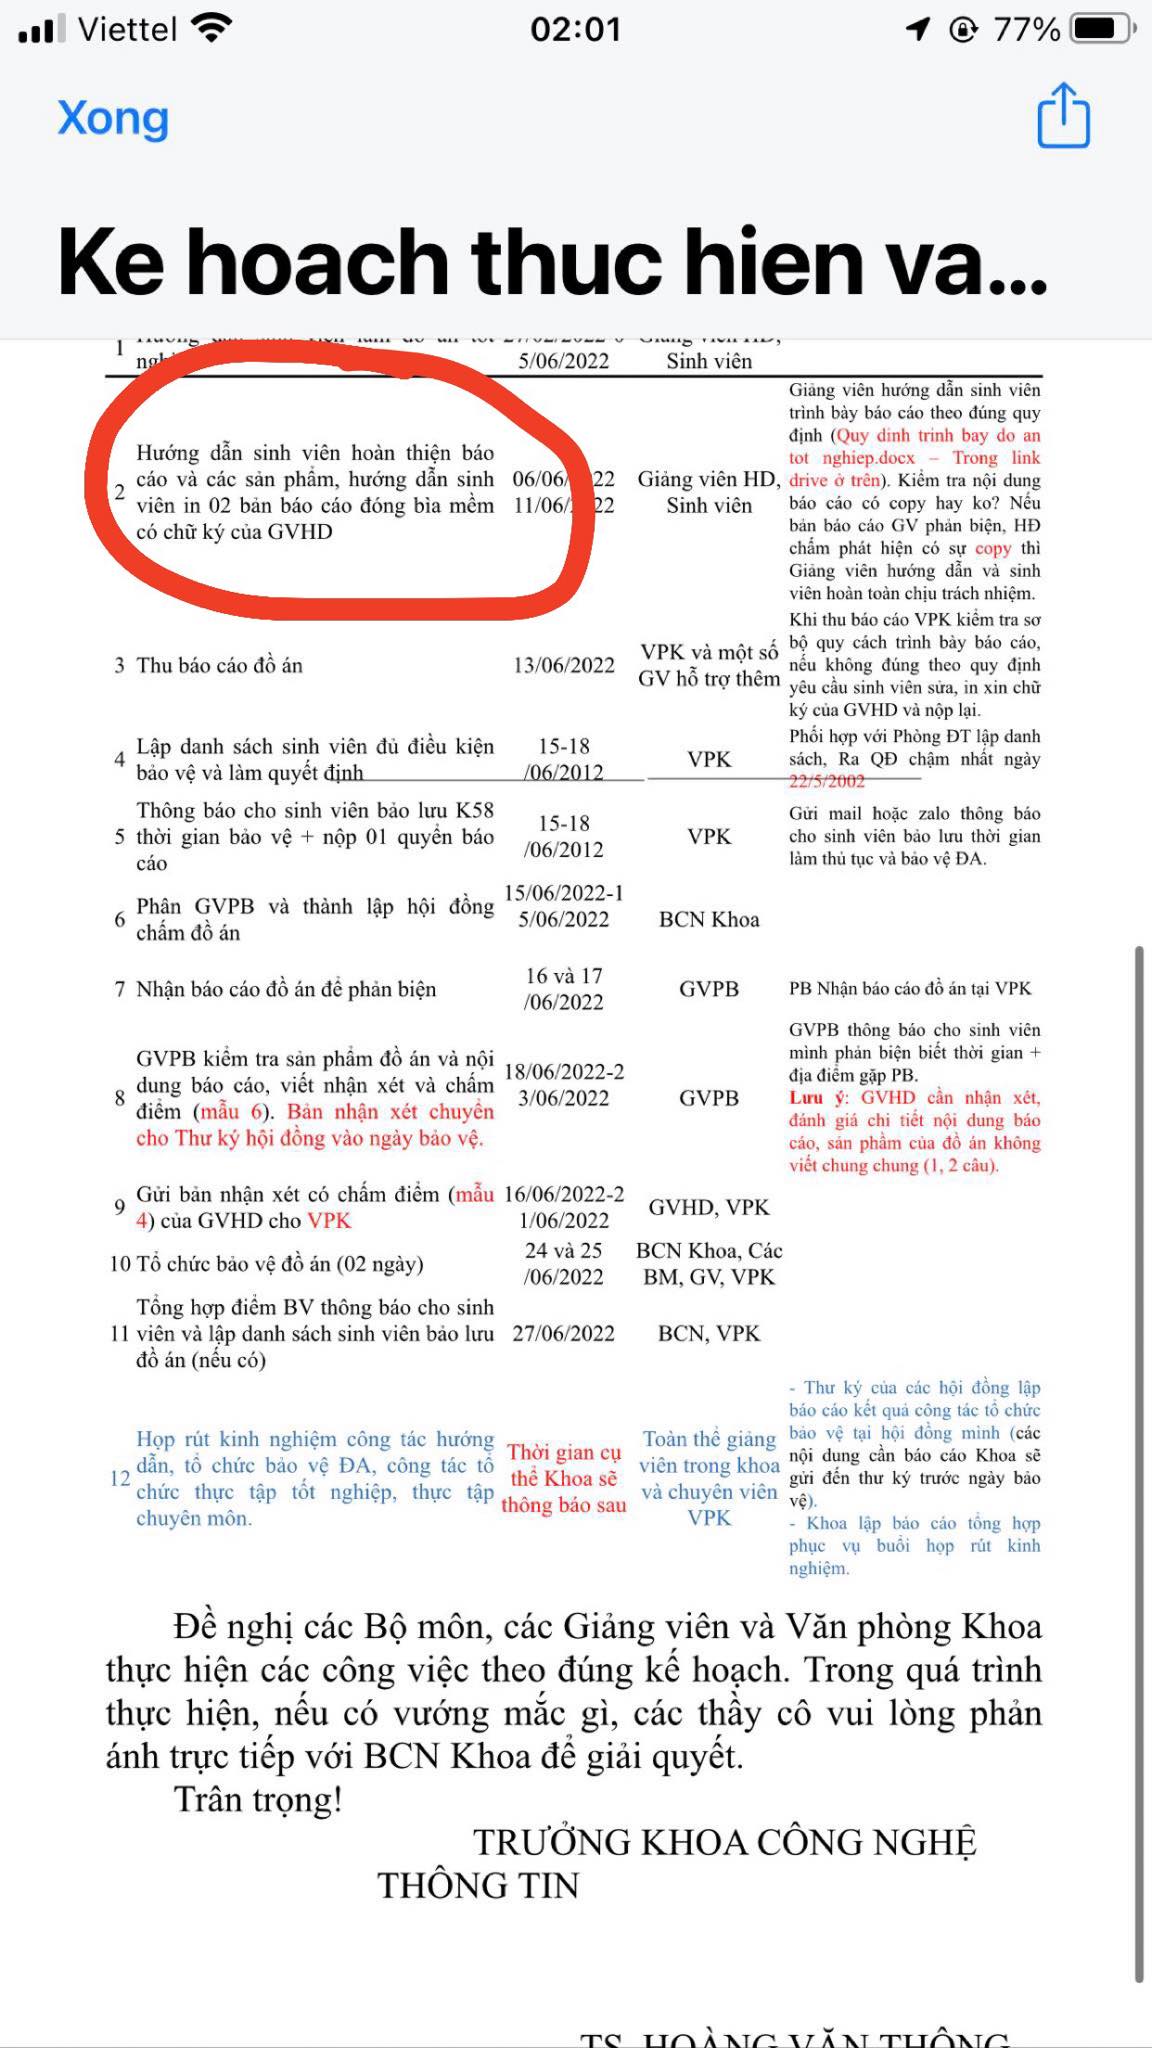 Viettel 02:01 77%
Xong
Ke hoach thuc hien va...
1
5/06/2022 Sinh viên
2 Hướng dẫn sinh viên hoàn thiện báo
cáo và các sản phẩm, hướng dẫn sinh
viên in 02 bản báo cáo đóng bìa mềm
có chữ ký của GVHD
06/06/ 22
11/06/ 22
Giảng viên HD,
Sinh viên
Giảng viên hướng dẫn sinh viên
trình bày báo cáo theo đúng quy
định (Quy dinh trinh bay do an
tot nghiep.docx – Trong link
drive ở trên). Kiểm tra nội dung
báo cáo có copy hay ko? Nếu
bản báo cáo GV phản biện, HĐ
chấm phát hiện có sự copy thì
Giảng viên hướng dẫn và sinh
viên hoàn toàn chịu trách nhiệm.
3 Thu báo cáo đồ án
13/06/2022
VPK và một số
GV hỗ trợ thêm
Khi thu báo cáo VPK kiểm tra sơ
bộ quy cách trình bày báo cáo,
nếu không đúng theo quy định
yêu cầu sinh viên sửa, in xin chữ
ký của GVHD và nộp lại.
4 Lập danh sách sinh viên đủ điều kiện
bảo vệ và làm quyết định
15-18
/06/2012
VPK
Phối hợp với Phòng ĐT lập danh
sách, Ra QĐ chậm nhất ngày
22/5/2002
5 Thông báo cho sinh viên bảo lưu K58
thời gian bảo vệ + nộp 01 quyển báo
cáo
15-18
/06/2012
VPK
Gửi mail hoặc zalo thông báo
cho sinh viên bảo lưu thời gian
làm thủ tục và bảo vệ ĐA.
6 Phân GVPB và thành lập hội đồng
chấm đồ án
15/06/2022-1
5/06/2022
BCN Khoa
7 Nhận báo cáo đồ án để phản biện
16 và 17
/06/2022
GVPB
PB Nhận báo cáo đồ án tại VPK
8 GVPB kiểm tra sản phẩm đồ án và nội
dung báo cáo, viết nhận xét và chấm
điểm (mẫu 6). Bản nhận xét chuyển
cho Thư ký hội đồng vào ngày bảo vệ.
18/06/2022-2
3/06/2022
GVPB
GVPB thông báo cho sinh viên
mình phản biện biết thời gian +
địa điểm gặp PB.
Lưu ý: GVHD cần nhận xét,
đánh giá chi tiết nội dung báo
cáo, sản phầm của đồ án không
viết chung chung (1, 2 câu).
9 Gửi bản nhận xét có chấm điểm (mẫu
4) của GVHD cho VPK
16/06/2022-2
1/06/2022
GVHD, VPK
10 Tổ chức bảo vệ đồ án (02 ngày)
24 và 25
/06/2022
BCN Khoa, Các
BM, GV, VPK
11 Tổng hợp điểm BV thông báo cho sinh
viên và lập danh sách sinh viên bảo lưu
đồ án (nếu có)
27/06/2022
BCN, VPK
12 Họp rút kinh nghiệm công tác hướng
dẫn, tổ chức bảo vệ ĐA, công tác tổ
chức thực tập tốt nghiệp, thực tập
chuyên môn.
Thời gian cụ
thể Khoa sẽ
thông báo sau
Toàn thể giảng
viên trong khoa
và chuyên viên
VPK
- Thư ký của các hội đồng lập
báo cáo kết quả công tác tổ chức
bảo vệ tại hội đồng mình (các
nội dung cần báo cáo Khoa sẽ
gửi đến thư ký trước ngày bảo
vệ).
- Khoa lập báo cáo tổng hợp
phục vụ buổi họp rút kinh
nghiệm.
Đề nghị các Bộ môn, các Giảng viên và Văn phòng Khoa
thực hiện các công việc theo đúng kế hoạch. Trong quá trình
thực hiện, nếu có vướng mắc gì, các thầy cô vui lòng phản
ánh trực tiếp với BCN Khoa để giải quyết.
Trân trọng!
TRƯỞNG KHOA CÔNG NGHỆ
THÔNG TIN
TS. HOÀNG VĂN THÔNG